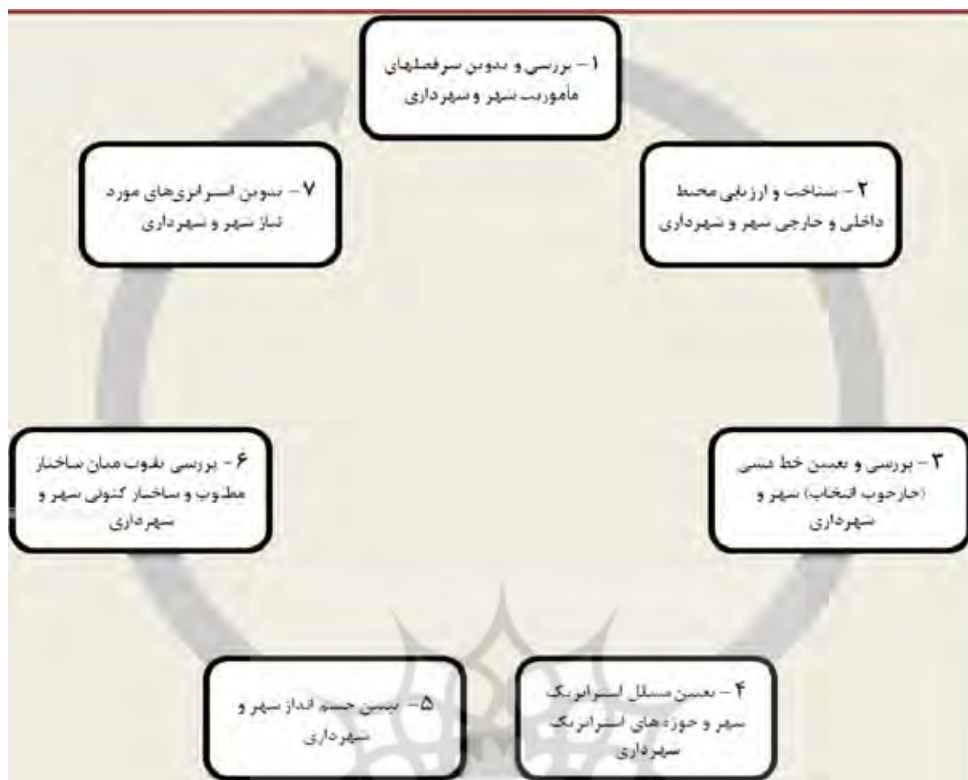 ۱- بررسی و تدوین سرفصلهای
مأموریت شهر و شهرداری
۲- شناخت و ارزیابی محیط
داخلی و خارجی شهر و شهرداری
۳- بررسی و تعیین خط مشی
(چارچوب انتخاب) شهر و
شهرداری
۴- تعیین مسائل استراتژیک
شهر و حوزه های استراتژیک
شهرداری
۵- تبیین چشم انداز شهر و
شهرداری
۶- بررسی تفاوت میان ساختار
مطلوب و ساختار کنونی شهر و
شهرداری
۷- تدوین استراتژی‌های مورد
نیاز شهر و شهرداری